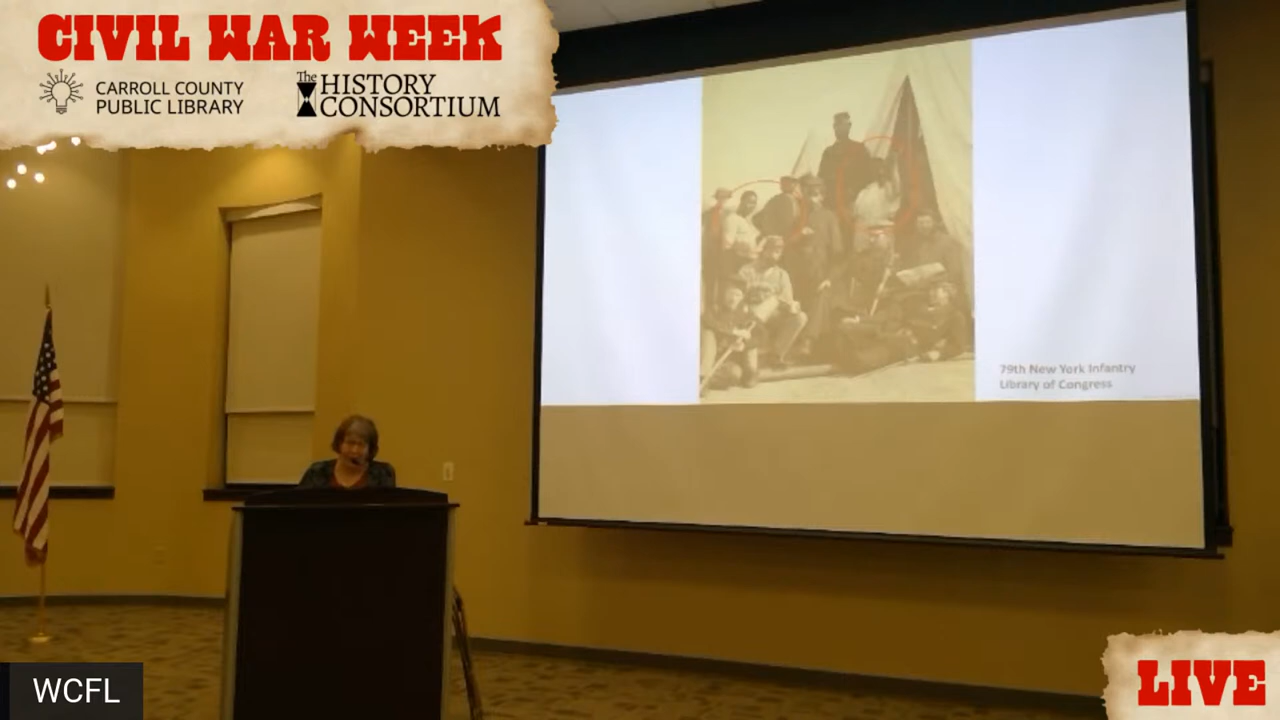 CIVIL WAR WEEK
CARROLL COUNTY
PUBLIC LIBRARY
The HISTORY
CONSORTIUM
79th New York Infantry
Library of Congress
WCFL
LIVE